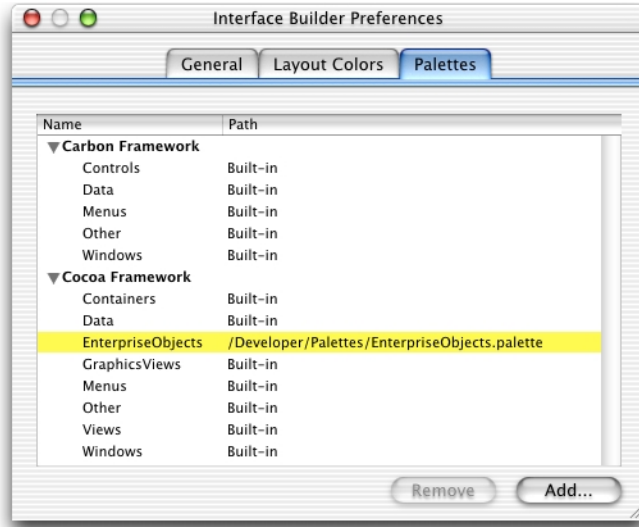 Interface Builder Preferences
General Layout Colors Palettes
Name Path
Carbon Framework
Controls Built-in
Data Built-in
Menus Built-in
Other Built-in
Windows Built-in
Cocoa Framework
Containers Built-in
Data Built-in
EnterpriseObjects /Developer/Palettes/EnterpriseObjects.palette
GraphicsViews Built-in
Menus Built-in
Other Built-in
Views Built-in
Windows Built-in
Remove Add...